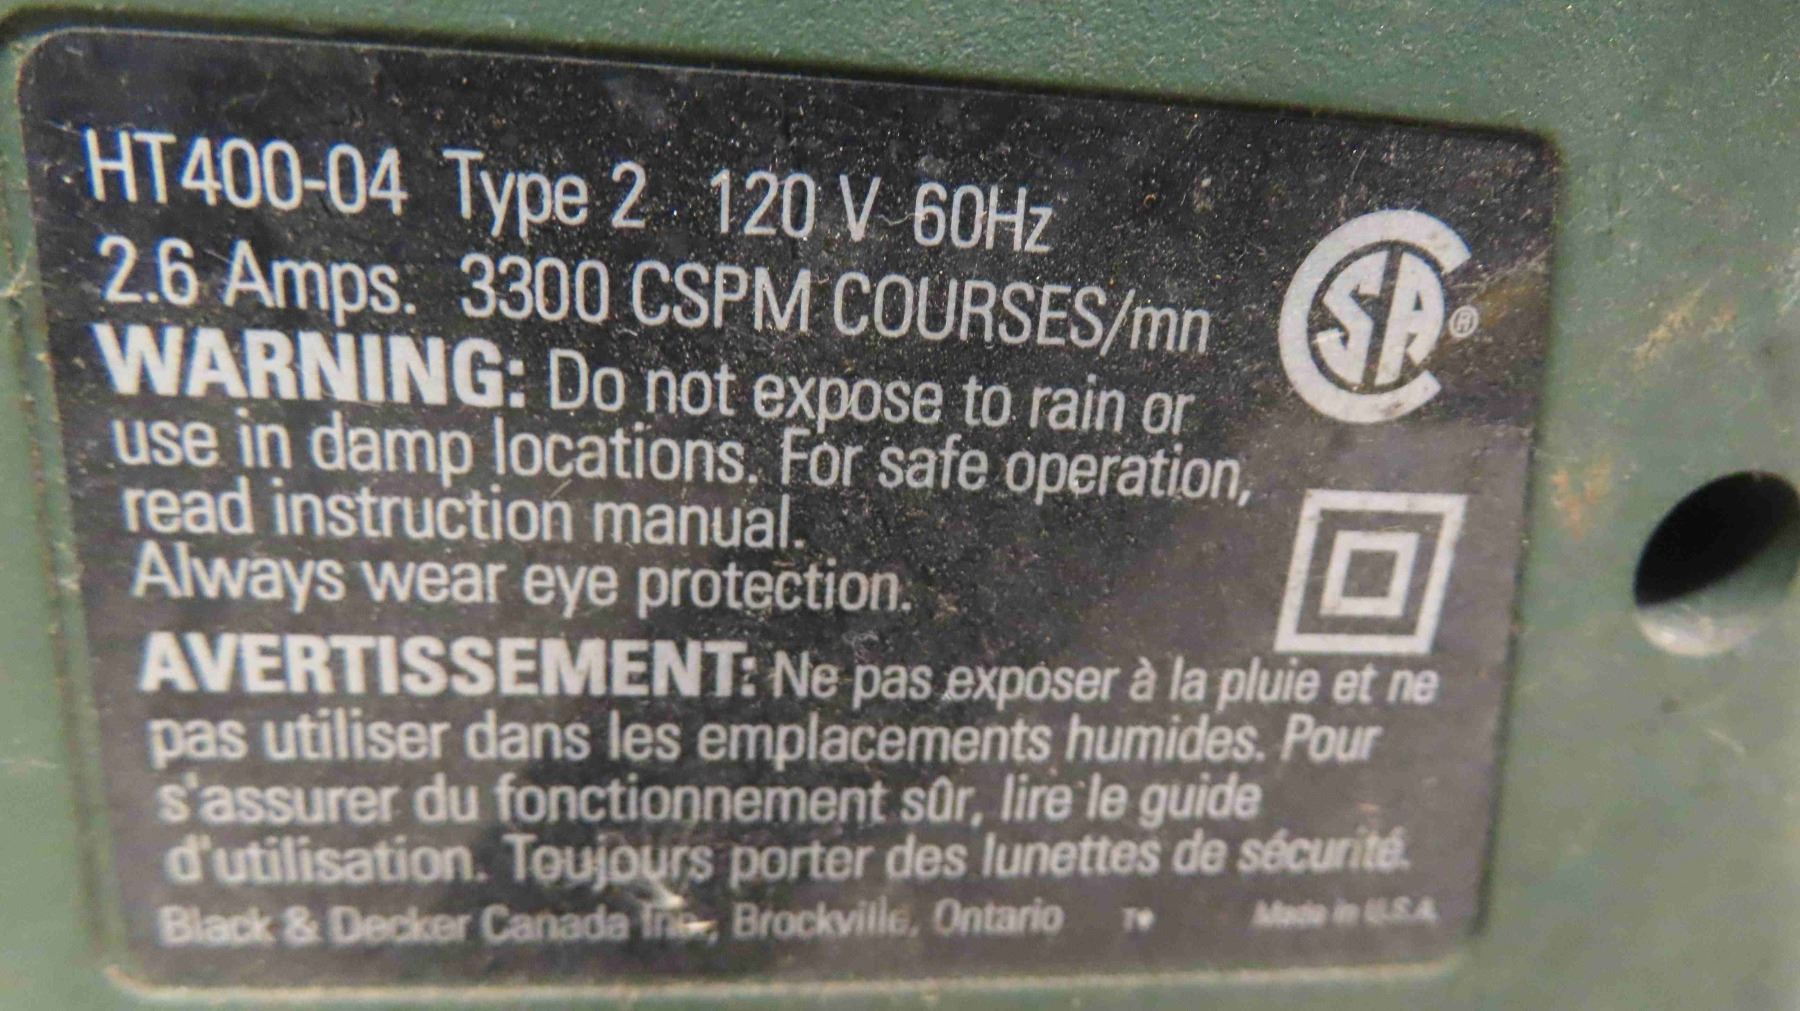 HT400-04 Type 2 120 V 60Hz
2.6 Amps. 3300 CSPM COURSES/mn
WARNING: Do not expose to rain or
use in damp locations. For safe operation,
read instruction manual.
Always wear eye protection.
CSA®
AVERTISSEMENT: Ne pas exposer à la pluie et ne
pas utiliser dans les emplacements humides. Pour
s'assurer du fonctionnement sûr, lire le guide
d'utilisation. Toujours porter des lunettes de sécurité.
Black & Decker Canada Inc., Brockville, Ontario Made in U.S.A.